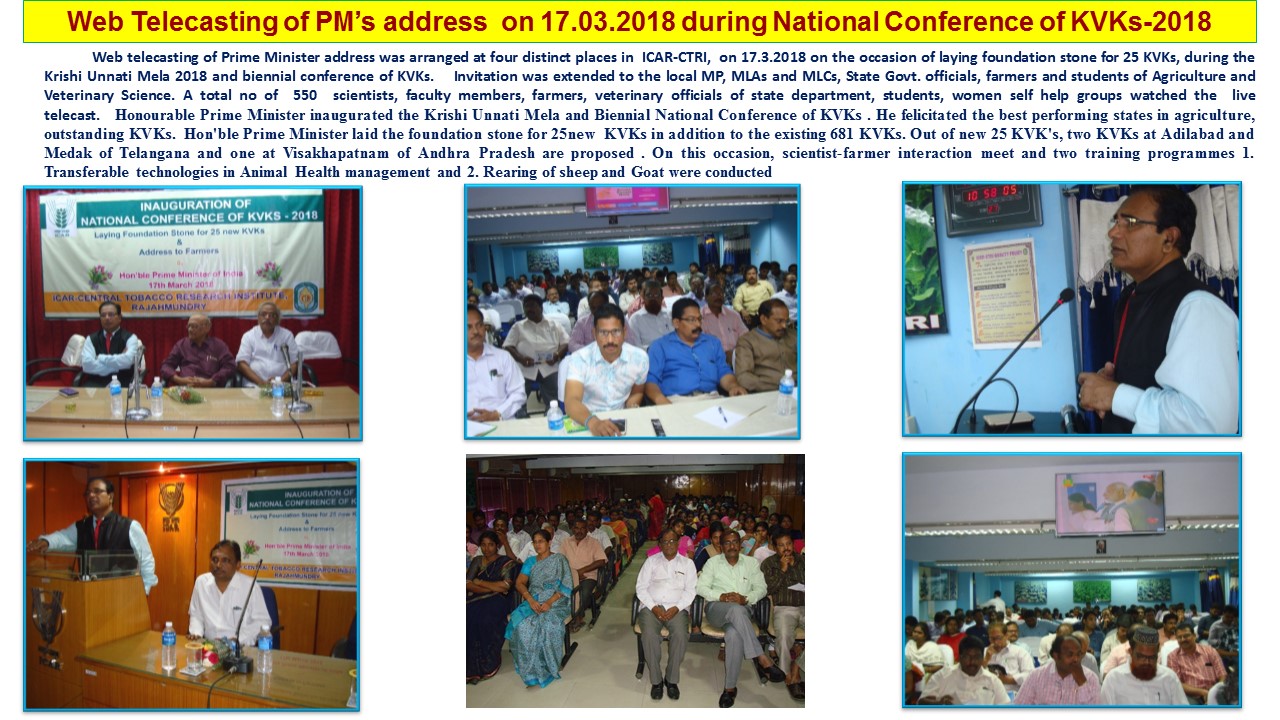 Web Telecasting of PM's address on 17.03.2018 during National Conference of KVKs-2018
Web telecasting of Prime Minister address was arranged at four distinct places in ICAR-CTRI, on 17.3.2018 on the occasion of laying foundation stone for 25 KVKs, during the
Krishi Unnati Mela 2018 and biennial conference of KVKs. Invitation was extended to the local MP, MLAs and MLCs, State Govt. officials, farmers and students of Agriculture and
Veterinary Science. A total no of 550 scientists, faculty members, farmers, veterinary officials of state department, students, women self help groups watched the live
telecast. Honourable Prime Minister inaugurated the Krishi Unnati Mela and Biennial National Conference of KVKs . He felicitated the best performing states in agriculture,
outstanding KVKs. Hon'ble Prime Minister laid the foundation stone for 25new KVKs in addition to the existing 681 KVKs. Out of new 25 KVK's, two KVKs at Adilabad and
Medak of Telangana and one at Visakhapatnam of Andhra Pradesh are proposed . On this occasion, scientist-farmer interaction meet and two training programmes 1.
Transferable technologies in Animal Health management and 2. Rearing of sheep and Goat were conducted
INAUGURATION OF
NATIONAL CONFERENCE OF KVKS - 2018
Laying Foundation Stone for 25 new KVKs
&
Address to Farmers
Hon'ble Prime Minister of India
17th March 2018
ICAR-CENTRAL TOBACCO RESEARCH INSTITUTE,
RAJAHMUNDRY
10 58 05
RI
INAUGURATION OF
NATIONAL CONFERENCE OF K
Laying Foundation Stone for 25 new K
&
Address to Farmers
Hon'ble Prime Minister of India
17th March 2018
CENTRAL TOBACCO RESEARCH INSTIT
RAJAHMUNDRY